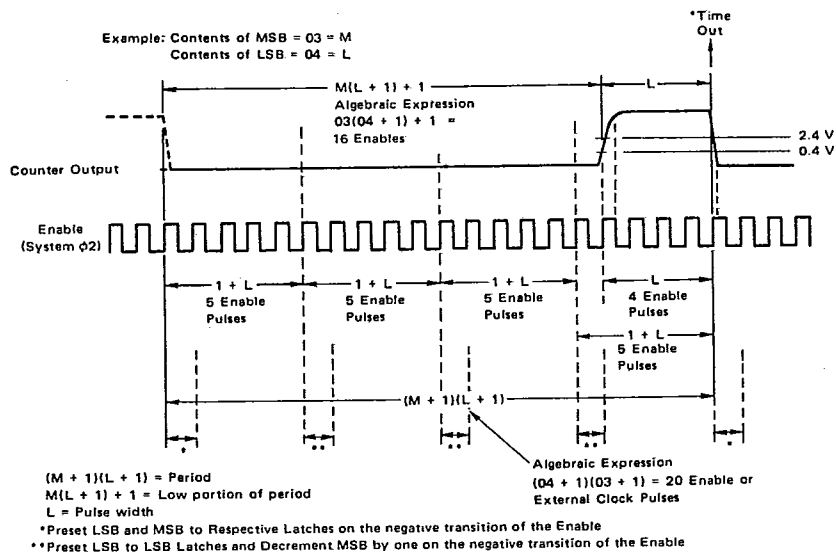 *Time
Out
Example: Contents of MSB = 03 = M
Contents of LSB = 04 = L
M(L + 1) + 1
L
Algebraic Expression
03(04 + 1) + 1 =
16 Enables
2.4 V
0.4 V
Counter Output
Enable
(System ϕ2)
1 + L
5 Enable
Pulses
1 + L
5 Enable
Pulses
1 + L
5 Enable
Pulses
L
4 Enable
Pulses
1 + L
5 Enable
Pulses
(M + 1)(L + 1)
*
**
**
**
*
Algebraic Expression
(04 + 1)(03 + 1) = 20 Enable or
External Clock Pulses
(M + 1)(L + 1) = Period
M(L + 1) + 1 = Low portion of period
L = Pulse width
*Preset LSB and MSB to Respective Latches on the negative transition of the Enable
**Preset LSB to LSB Latches and Decrement MSB by one on the negative transition of the Enable